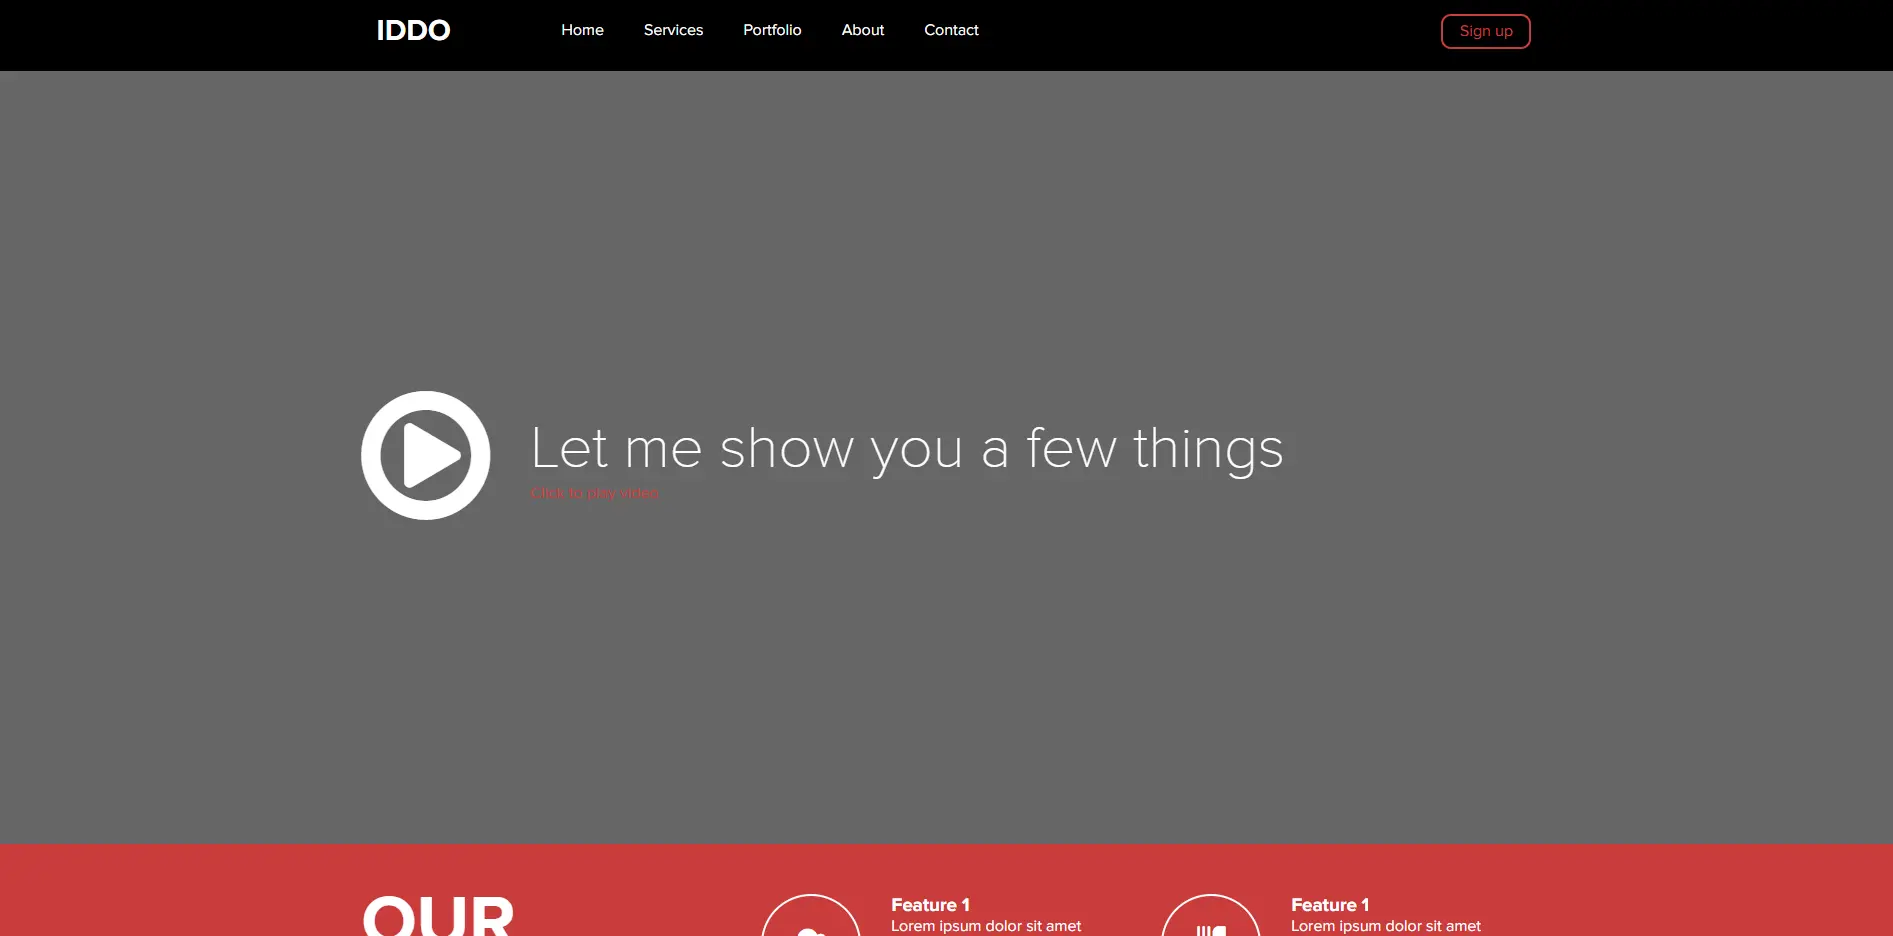 IDDO
Home Services Portfolio About Contact
Sign up
Let me show you a few things
Click to play video
OUR
Feature 1
Lorem ipsum dolor sit amet
Feature 1
Lorem ipsum dolor sit amet